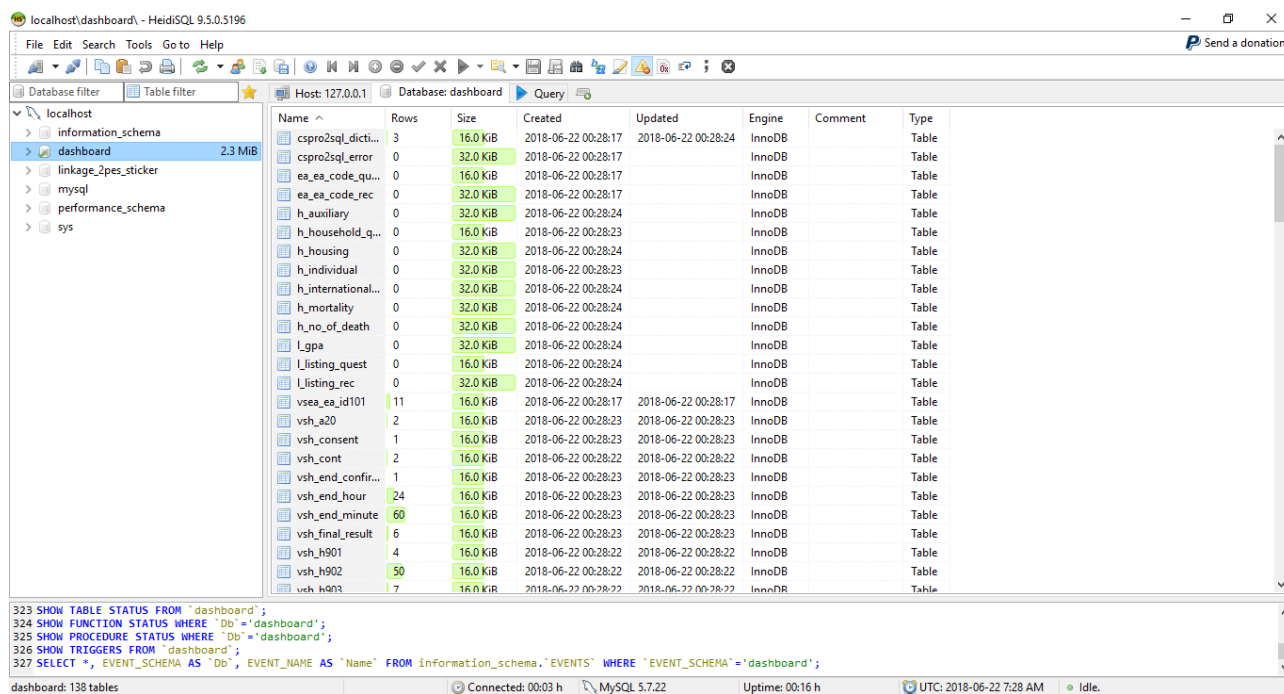 localhost\dashboard\ - HeidiSQL 9.5.0.5196
File Edit Search Tools Go to Help
Send a donation
Database filter Table filter Host: 127.0.0.1 Database: dashboard Query
localhost
information_schema
dashboard 2.3 MiB
linkage_2pes_sticker
mysql
performance_schema
sys
Name Rows Size Created Updated Engine Comment Type
cspro2sql_dicti... 3 16.0 KiB 2018-06-22 00:28:17 2018-06-22 00:28:24 InnoDB Table
cspro2sql_error 0 32.0 KiB 2018-06-22 00:28:17 InnoDB Table
ea_ea_code_qu... 0 16.0 KiB 2018-06-22 00:28:17 InnoDB Table
ea_ea_code_rec 0 32.0 KiB 2018-06-22 00:28:17 InnoDB Table
h_auxiliary 0 32.0 KiB 2018-06-22 00:28:24 InnoDB Table
h_household_q... 0 16.0 KiB 2018-06-22 00:28:23 InnoDB Table
h_housing 0 32.0 KiB 2018-06-22 00:28:24 InnoDB Table
h_individual 0 32.0 KiB 2018-06-22 00:28:23 InnoDB Table
h_international... 0 32.0 KiB 2018-06-22 00:28:24 InnoDB Table
h_mortality 0 32.0 KiB 2018-06-22 00:28:24 InnoDB Table
h_no_of_death 0 32.0 KiB 2018-06-22 00:28:24 InnoDB Table
l_gpa 0 32.0 KiB 2018-06-22 00:28:24 InnoDB Table
l_listing_quest 0 16.0 KiB 2018-06-22 00:28:24 InnoDB Table
l_listing_rec 0 32.0 KiB 2018-06-22 00:28:24 InnoDB Table
vsea_ea_id101 11 16.0 KiB 2018-06-22 00:28:17 2018-06-22 00:28:17 InnoDB Table
vsh_a20 2 16.0 KiB 2018-06-22 00:28:23 2018-06-22 00:28:23 InnoDB Table
vsh_consent 1 16.0 KiB 2018-06-22 00:28:23 2018-06-22 00:28:23 InnoDB Table
vsh_cont 2 16.0 KiB 2018-06-22 00:28:22 2018-06-22 00:28:22 InnoDB Table
vsh_end_confir... 1 16.0 KiB 2018-06-22 00:28:23 2018-06-22 00:28:23 InnoDB Table
vsh_end_hour 24 16.0 KiB 2018-06-22 00:28:23 2018-06-22 00:28:23 InnoDB Table
vsh_end_minute 60 16.0 KiB 2018-06-22 00:28:23 2018-06-22 00:28:23 InnoDB Table
vsh_final_result 6 16.0 KiB 2018-06-22 00:28:23 2018-06-22 00:28:23 InnoDB Table
vsh_h901 4 16.0 KiB 2018-06-22 00:28:22 2018-06-22 00:28:22 InnoDB Table
vsh_h902 50 16.0 KiB 2018-06-22 00:28:22 2018-06-22 00:28:22 InnoDB Table
vsh_h903 7 16.0 KiB 2018-06-22 00:28:22 2018-06-22 00:28:22 InnoDB Table
323 SHOW TABLE STATUS FROM `dashboard`;
324 SHOW FUNCTION STATUS WHERE `Db`='dashboard';
325 SHOW PROCEDURE STATUS WHERE `Db`='dashboard';
326 SHOW TRIGGERS FROM `dashboard`;
327 SELECT *, EVENT_SCHEMA AS `Db`, EVENT_NAME AS `Name` FROM information_schema.`EVENTS` WHERE `EVENT_SCHEMA`='dashboard';
dashboard: 138 tables Connected: 00:03 h MySQL 5.7.22 Uptime: 00:16 h UTC: 2018-06-22 7:28 AM Idle.